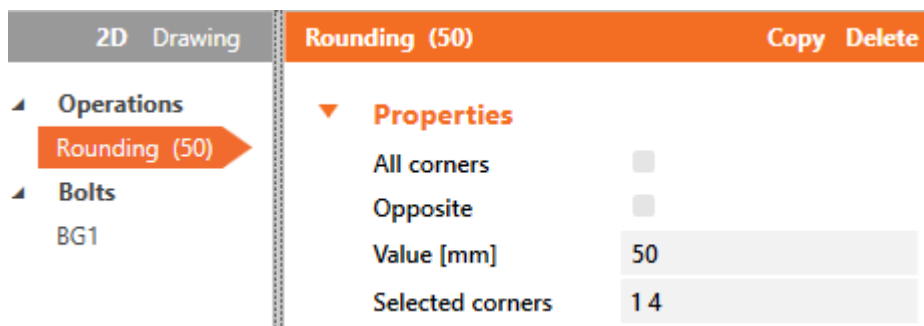 2D Drawing
Operations
Rounding (50)
Bolts
BG1
Rounding (50) Copy Delete
Properties
All corners
Opposite
Value [mm] 50
Selected corners 1 4